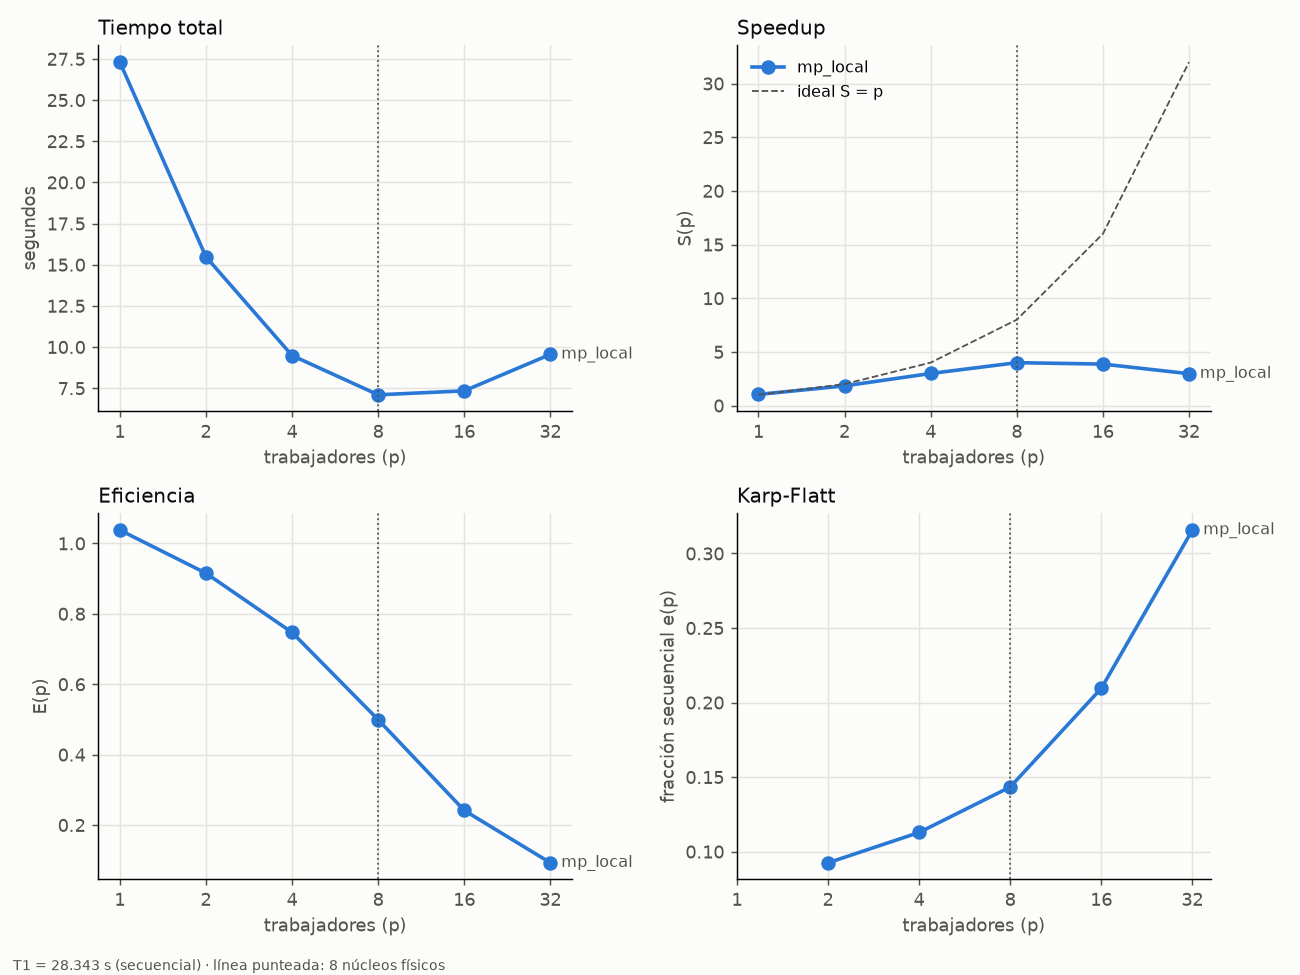 Tiempo total
27.5
25.0
22.5
20.0
17.5
15.0
12.5
10.0
7.5
segundos
mp_local
1 2 4 8 16 32
trabajadores (p)
Speedup
mp_local
ideal S = p
30
25
20
15
10
5
0
S(p)
mp_local
1 2 4 8 16 32
trabajadores (p)
Eficiencia
1.0
0.8
0.6
0.4
0.2
E(p)
mp_local
1 2 4 8 16 32
trabajadores (p)
Karp-Flatt
mp_local
0.30
0.25
0.20
0.15
0.10
fracción secuencial e(p)
1 2 4 8 16 32
trabajadores (p)
T1 = 28.343 s (secuencial) · línea punteada: 8 núcleos físicos